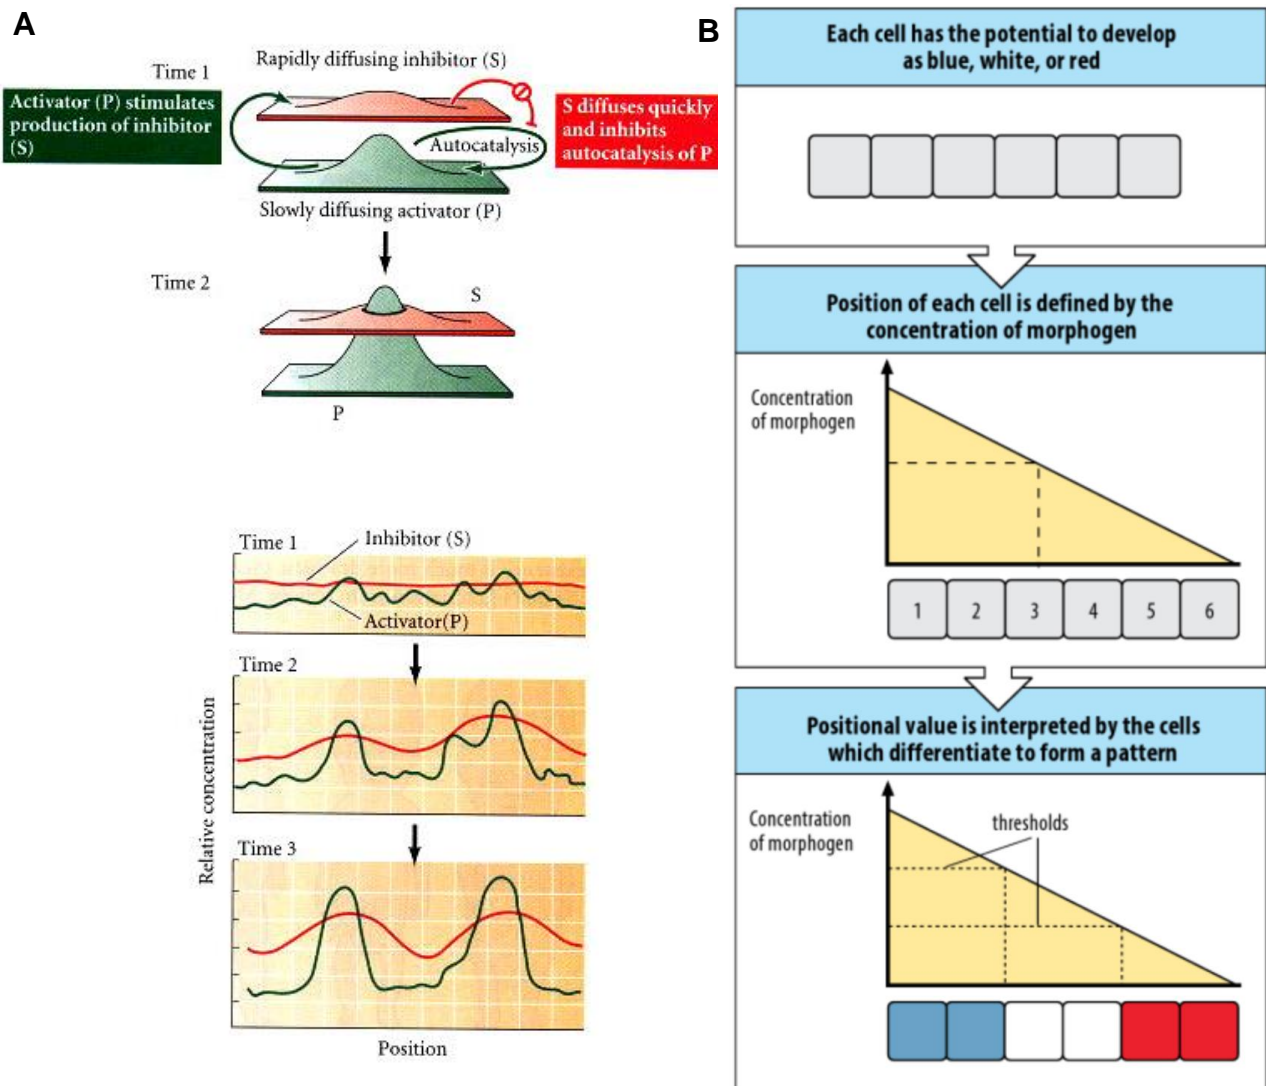 A
Time 1
Rapidly diffusing inhibitor (S)
Activator (P) stimulates
production of inhibitor
(S)
Autocatalysis
S diffuses quickly
and inhibits
autocatalysis of P
Slowly diffusing activator (P)
Time 2
S
P
Time 1
Inhibitor (S)
Activator(P)
Time 2
Time 3
Relative concentration
Position
B
Each cell has the potential to develop
as blue, white, or red
Position of each cell is defined by the
concentration of morphogen
Concentration
of morphogen
1 2 3 4 5 6
Positional value is interpreted by the cells
which differentiate to form a pattern
Concentration
of morphogen
thresholds